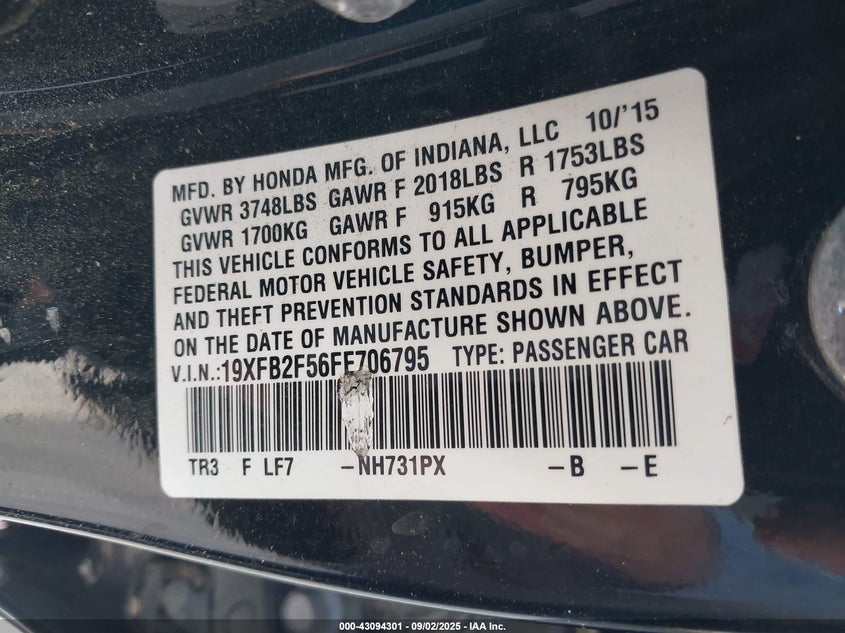 MFD. BY HONDA MFG. OF INDIANA, LLC 10/'15
GVWR 3748LBS GAWR F 2018LBS R 1753LBS
GVWR 1700KG GAWR F 915KG R 795KG
THIS VEHICLE CONFORMS TO ALL APPLICABLE
FEDERAL MOTOR VEHICLE SAFETY, BUMPER,
AND THEFT PREVENTION STANDARDS IN EFFECT
ON THE DATE OF MANUFACTURE SHOWN ABOVE.
V.I.N.:19XFB2F56FE706795 TYPE: PASSENGER CAR
TR3 F LF7 -NH731PX -B -E
000-43094301 - 09/02/2025 - IAA Inc.